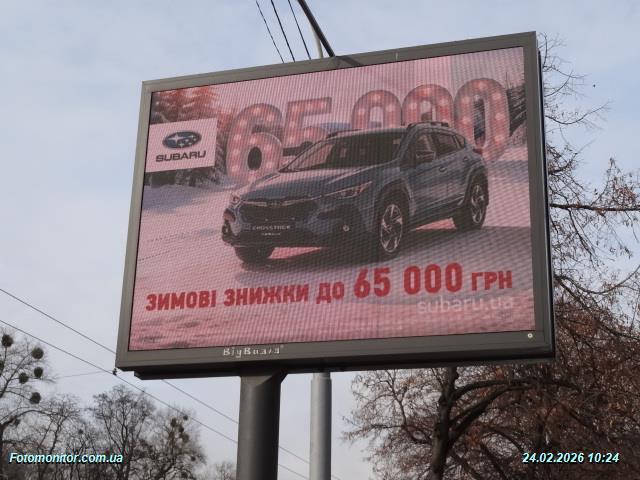 65 000
SUBARU
CROSSTREK
ЗИМОВІ ЗНИЖКИ ДО 65 000 ГРН
subaru.ua
BigBoard
Fotomonitor.com.ua
24.02.2026 10:24